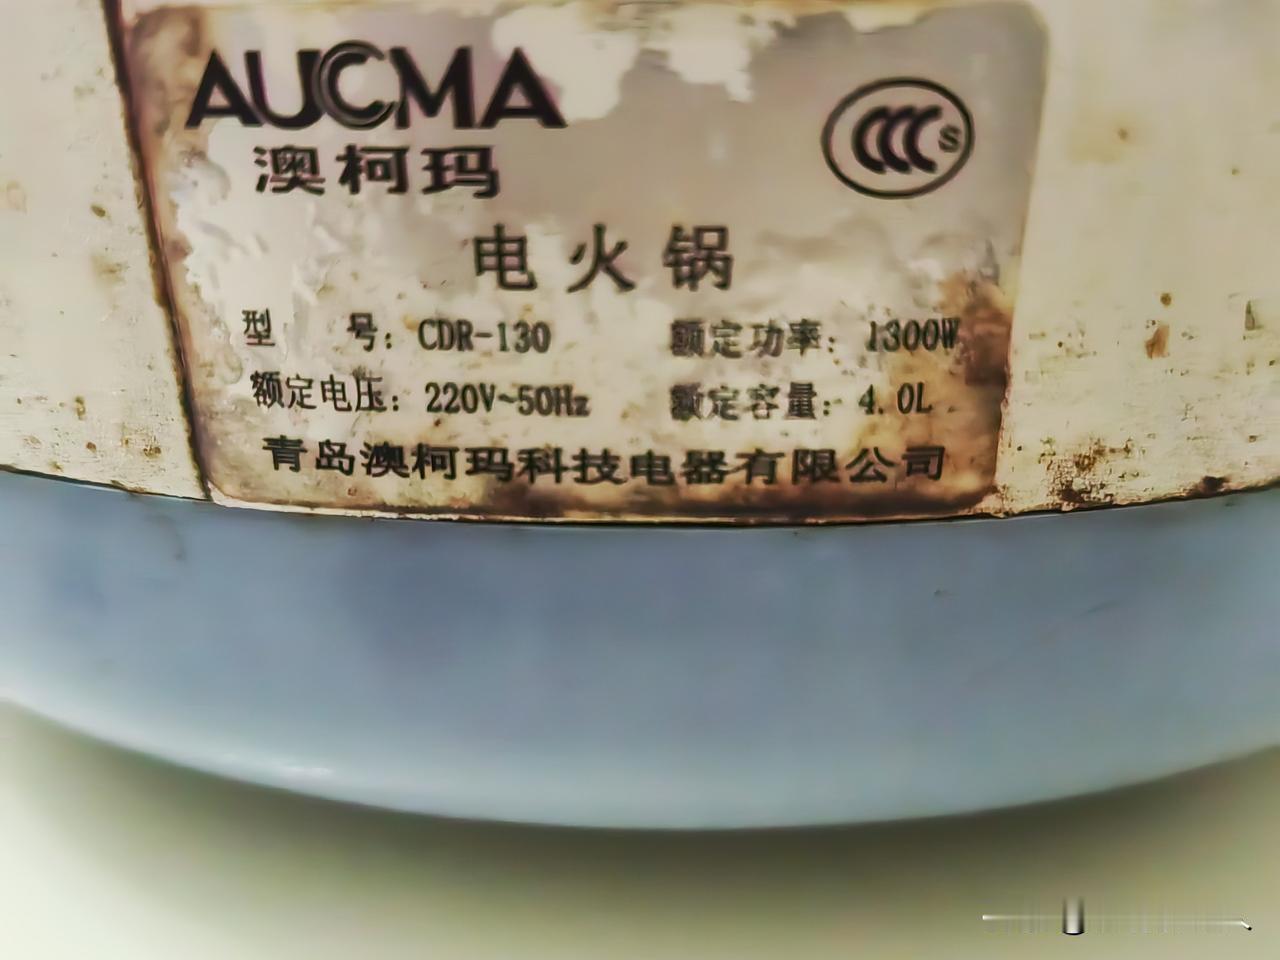 AUCMA
澳柯玛
CCC S
电火锅
型 号: CDR-130 额定功率: 1300W
额定电压: 220V~50Hz 额定容量: 4.0L
青岛澳柯玛科技电器有限公司